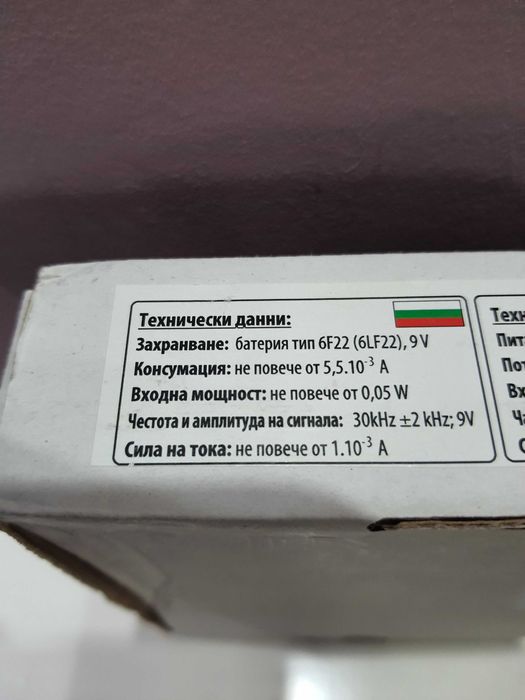 Технически данни:
Захранване: батерия тип 6F22 (6LF22), 9 V
Консумация: не повече от 5,5.10⁻³ A
Входна мощност: не повече от 0,05 W
Честота и амплитуда на сигнала: 30kHz ±2 kHz; 9V
Сила на тока: не повече от 1.10⁻³ A